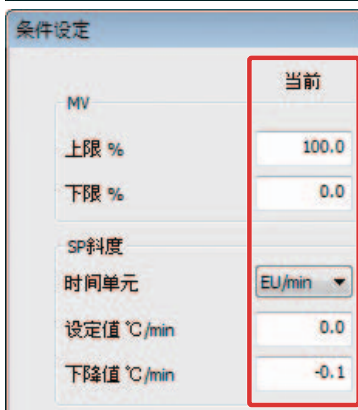 条件设定
当前
MV
上限 % 100.0
下限 % 0.0
SP斜度
时间单元 EU/min
设定值 ℃/min 0.0
下降值 ℃/min -0.1